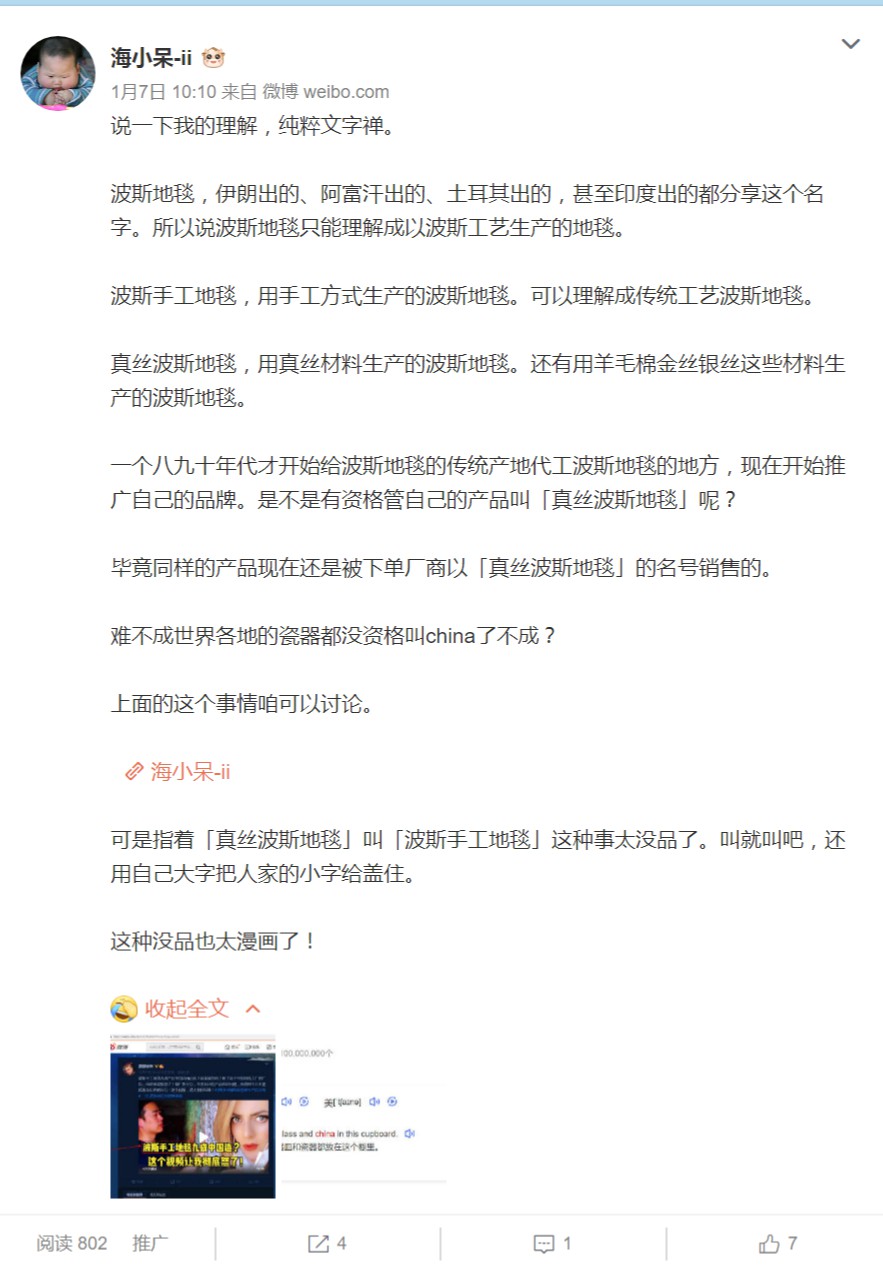 海小呆-ii
1月7日 10:10 来自 微博 weibo.com
说一下我的理解，纯粹文字禅。
波斯地毯，伊朗出的、阿富汗出的、土耳其出的，甚至印度出的都分享这个名
字。所以说波斯地毯只能理解成以波斯工艺生产的地毯。
波斯手工地毯，用手工方式生产的波斯地毯。可以理解成传统工艺波斯地毯。
真丝波斯地毯，用真丝材料生产的波斯地毯。还有用羊毛棉金丝银丝这些材料生
产的波斯地毯。
一个八九十年代才开始给波斯地毯的传统产地代工波斯地毯的地方，现在开始推
广自己的品牌。是不是有资格管自己的产品叫「真丝波斯地毯」呢？
毕竟同样的产品现在还是被下单厂商以「真丝波斯地毯」的名号销售的。
难不成世界各地的瓷器都没资格叫china了不成？
上面的这个事情咱可以讨论。
海小呆-ii
可是指着「真丝波斯地毯」叫「波斯手工地毯」这种事太没品了。叫就叫吧，还
用自己大字把人家的小字给盖住。
这种没品也太漫画了！
收起全文
波斯手工地毯九成中国造？
这个视频让我彻底怒了！
100,000,000个
美['tʃaɪnə]
lass and china in this cupboard.
皿和瓷器都放在这个橱里。
阅读 802 推广 4 1 7